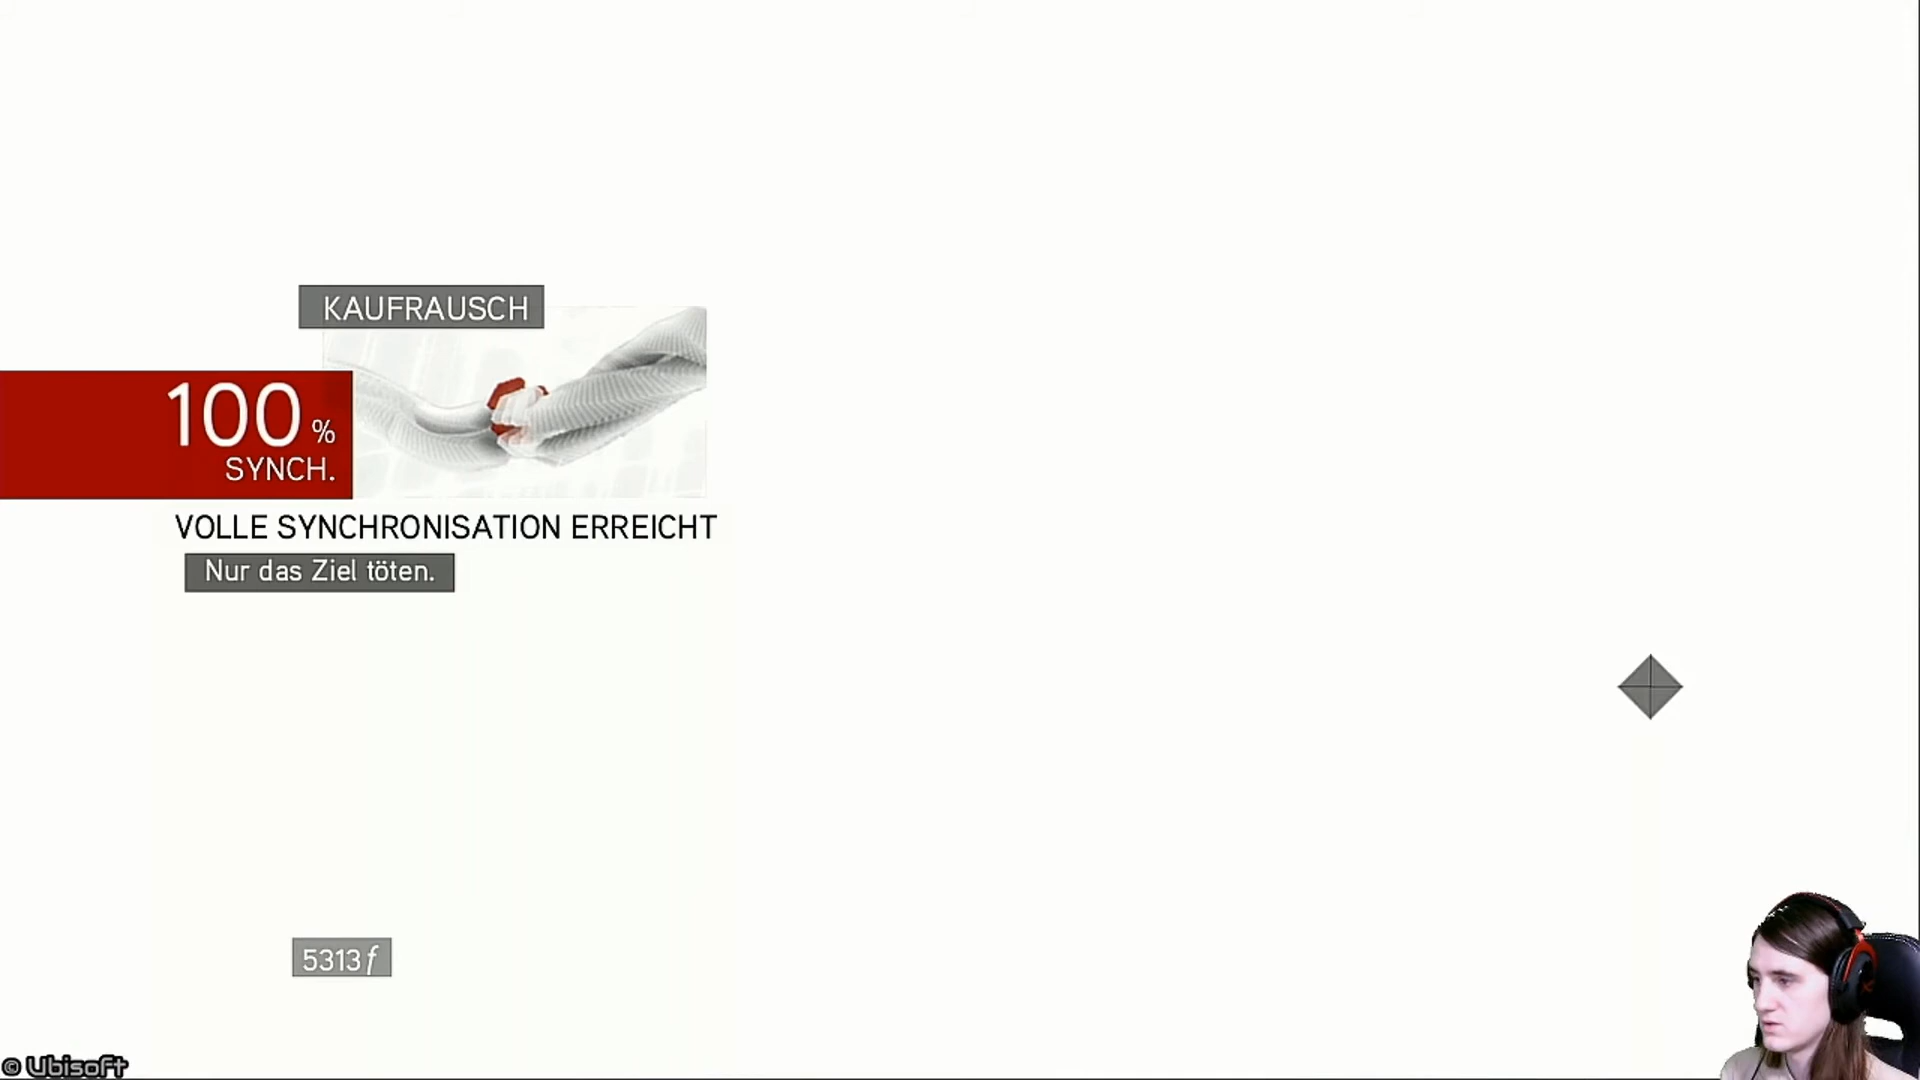 KAUFRAUSCH
100 %
SYNCH.
VOLLE SYNCHRONISATION ERREICHT
Nur das Ziel töten.
5313 ƒ
© Ubisoft